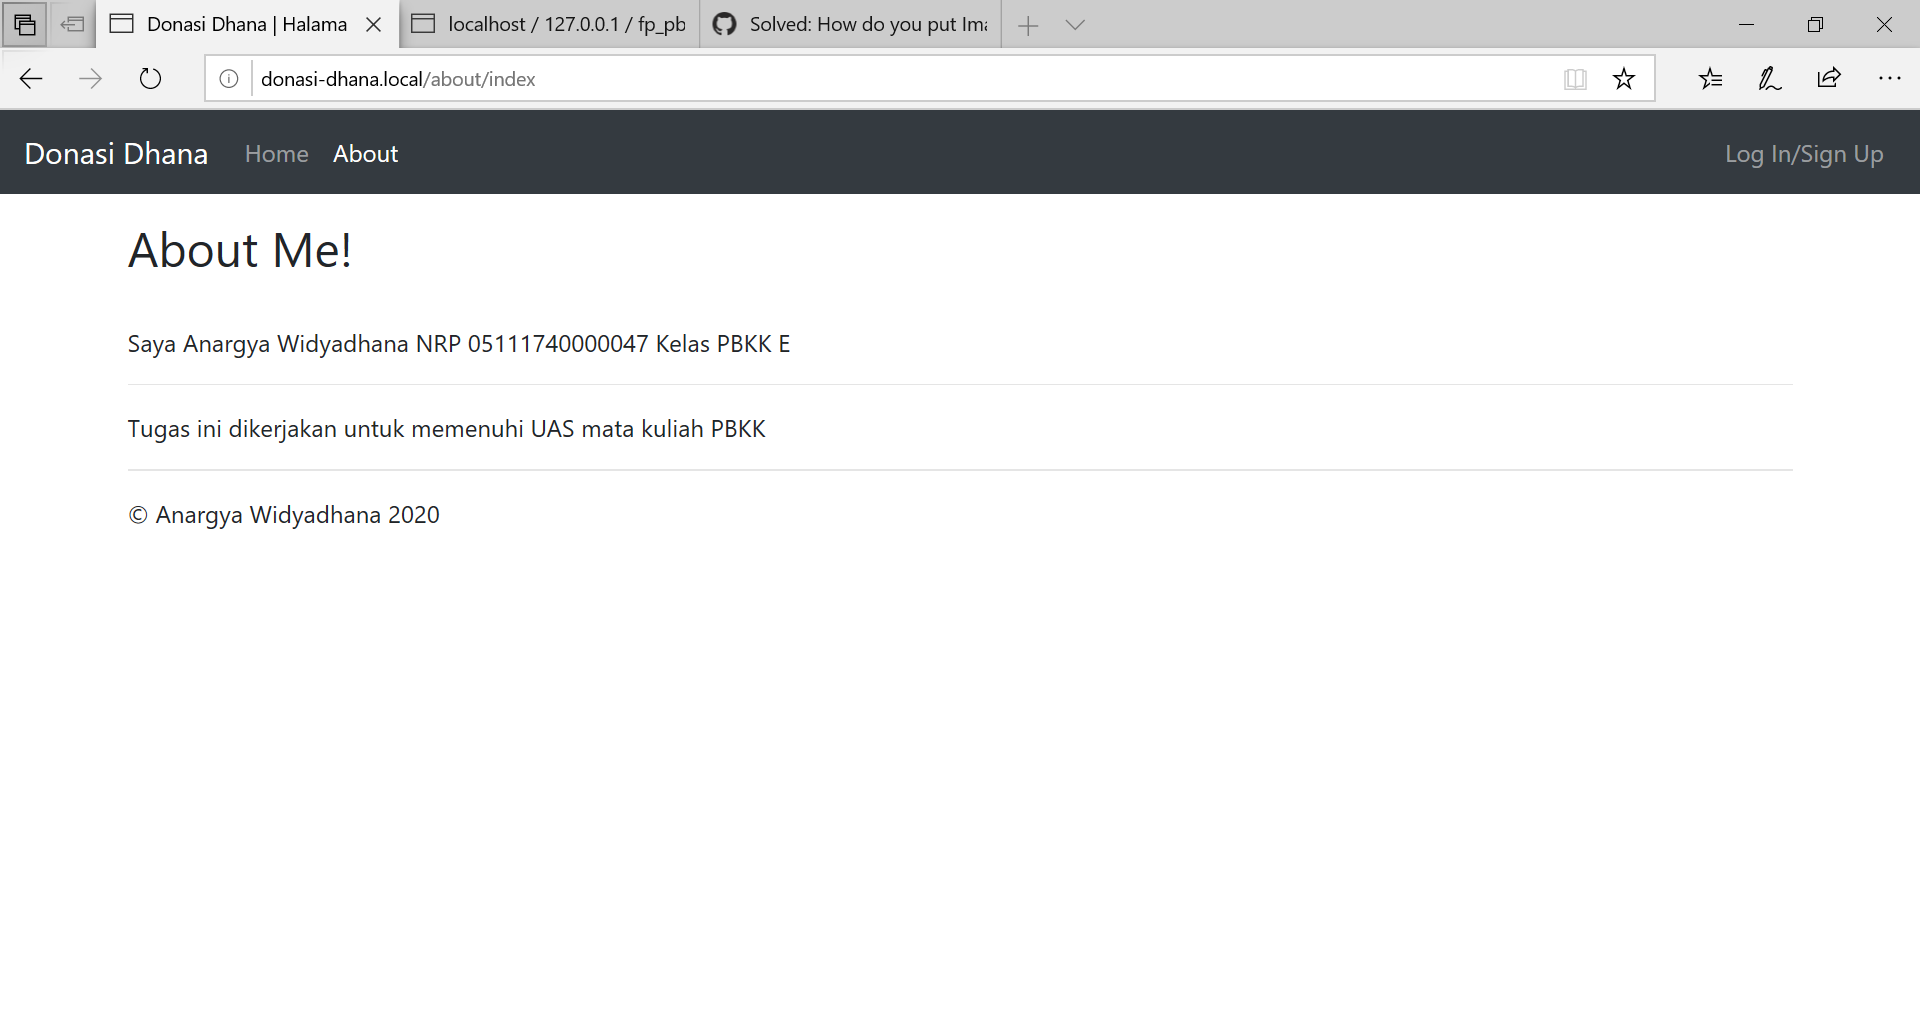 Donasi Dhana | Halama
localhost / 127.0.0.1 / fp_pb
Solved: How do you put Ima
donasi-dhana.local/about/index
Donasi Dhana Home About Log In/Sign Up
About Me!
Saya Anargya Widyadhana NRP 05111740000047 Kelas PBKK E
Tugas ini dikerjakan untuk memenuhi UAS mata kuliah PBKK
© Anargya Widyadhana 2020